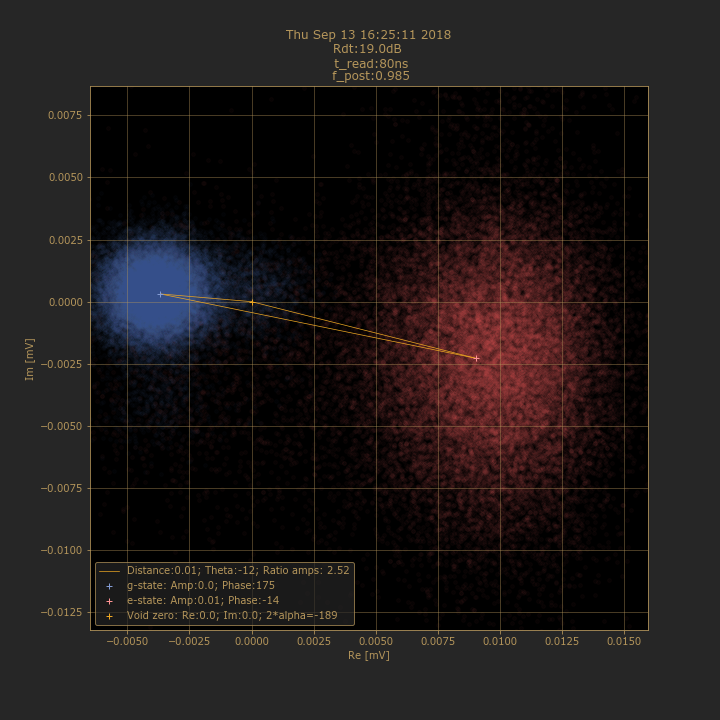 Thu Sep 13 16:25:11 2018
Rdt:19.0dB
t_read:80ns
f_post:0.985
0.0075
0.0050
0.0025
0.0000
−0.0025
−0.0050
−0.0075
−0.0100
−0.0125
Im [mV]
Distance:0.01; Theta:-12; Ratio amps: 2.52
g-state: Amp:0.0; Phase:175
e-state: Amp:0.01; Phase:-14
Void zero: Re:0.0; Im:0.0; 2*alpha=-189
−0.0050 −0.0025 0.0000 0.0025 0.0050 0.0075 0.0100 0.0125 0.0150
Re [mV]